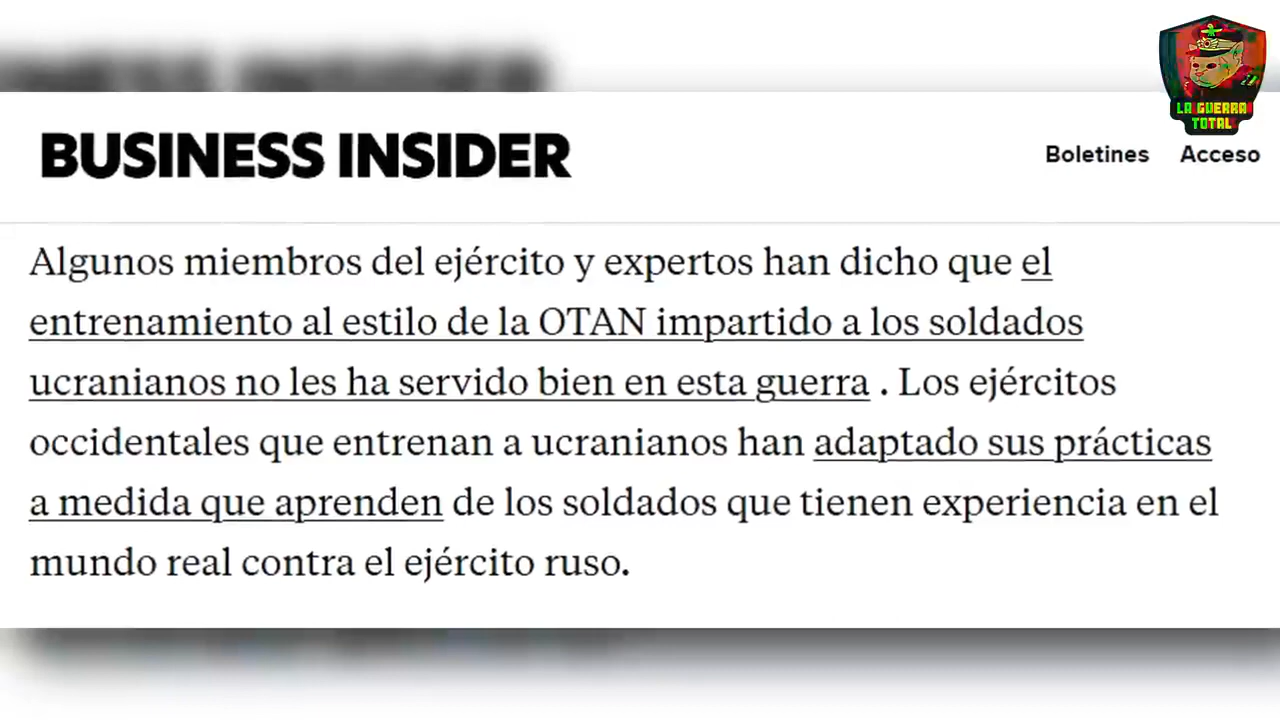 LA GUERRA
TOTAL
BUSINESS INSIDER
Boletines Acceso
Algunos miembros del ejército y expertos han dicho que el
entrenamiento al estilo de la OTAN impartido a los soldados
ucranianos no les ha servido bien en esta guerra . Los ejércitos
occidentales que entrenan a ucranianos han adaptado sus prácticas
a medida que aprenden de los soldados que tienen experiencia en el
mundo real contra el ejército ruso.